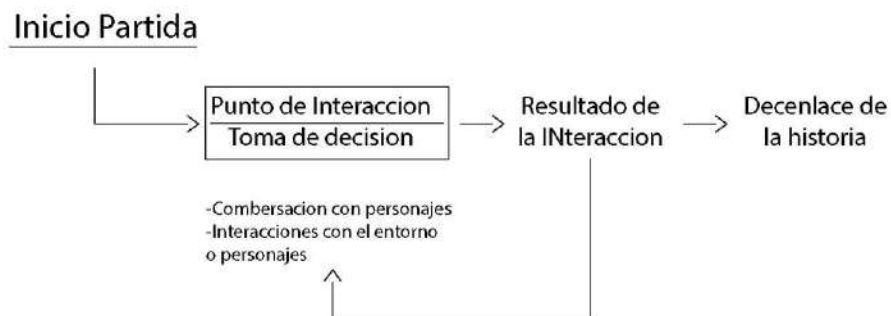 Inicio Partida
Punto de Interaccion
Toma de decision
Resultado de
la INteraccion
Decenlace de
la historia
-Combersacion con personajes
-Interacciones con el entorno
o personajes